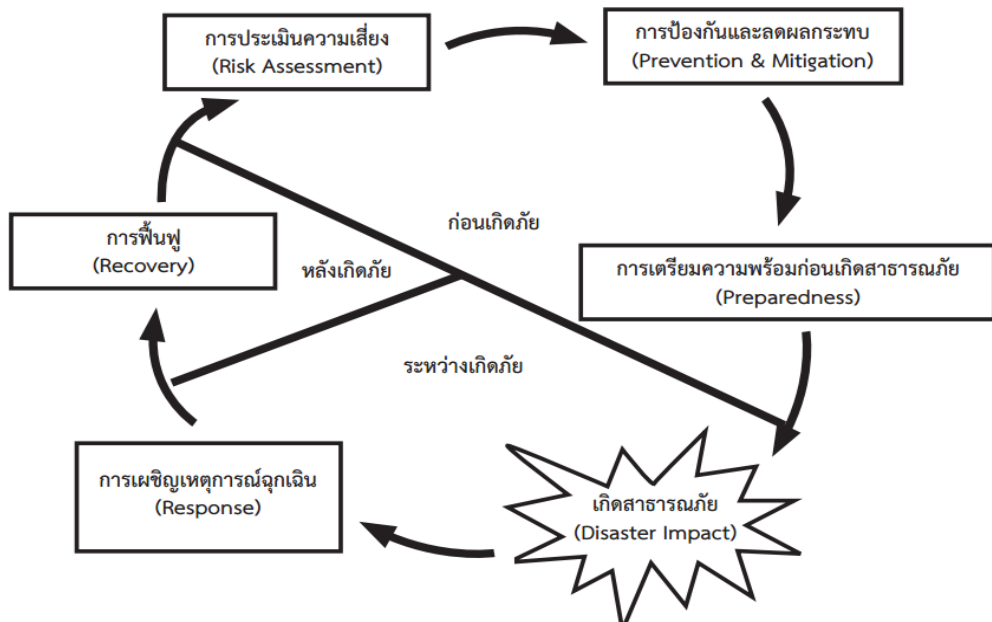 การประเมินความเสี่ยง
(Risk Assessment)
การป้องกันและลดผลกระทบ
(Prevention & Mitigation)
ก่อนเกิดภัย
การฟื้นฟู
(Recovery)
หลังเกิดภัย
การเตรียมความพร้อมก่อนเกิดสาธารณภัย
(Preparedness)
ระหว่างเกิดภัย
การเผชิญเหตุการณ์ฉุกเฉิน
(Response)
เกิดสาธารณภัย
(Disaster Impact)